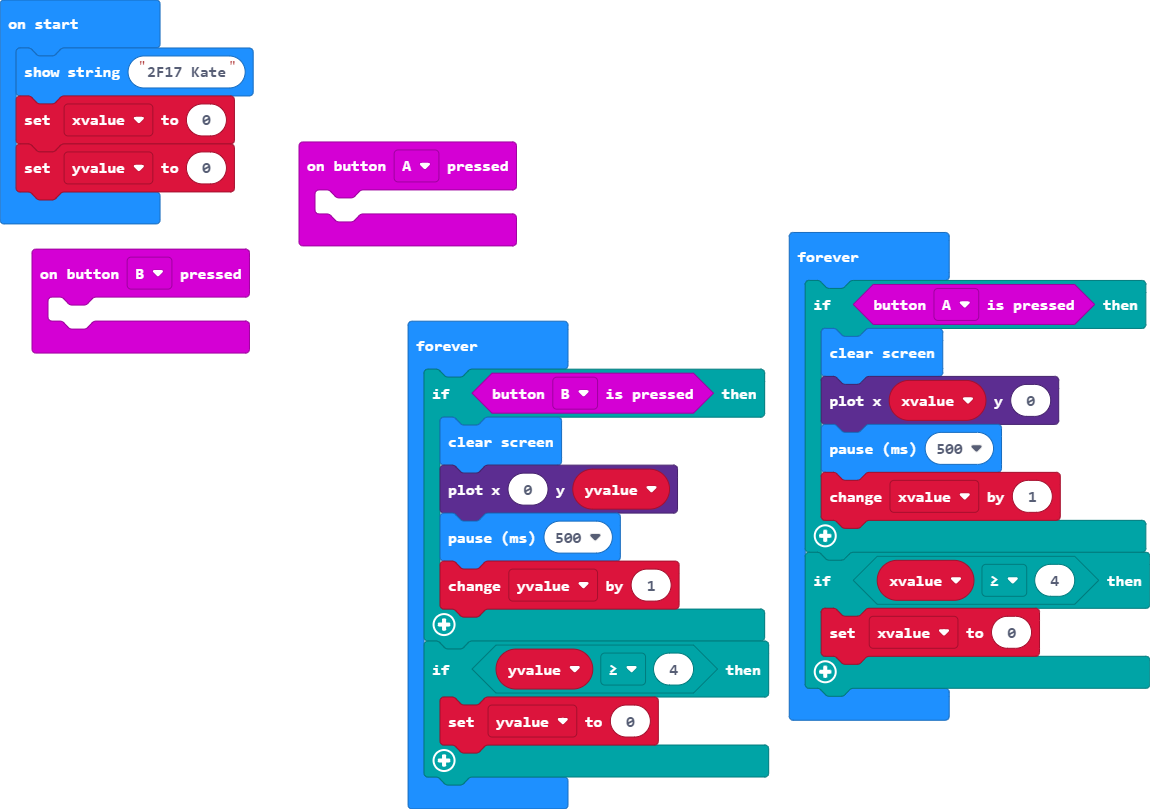 on start
show string "2F17 Kate"
set xvalue to 0
set yvalue to 0
on button A pressed
on button B pressed
forever
if button B is pressed then
clear screen
plot x 0 y yvalue
pause (ms) 500
change yvalue by 1
if yvalue ≥ 4 then
set yvalue to 0
forever
if button A is pressed then
clear screen
plot x xvalue y 0
pause (ms) 500
change xvalue by 1
if xvalue ≥ 4 then
set xvalue to 0